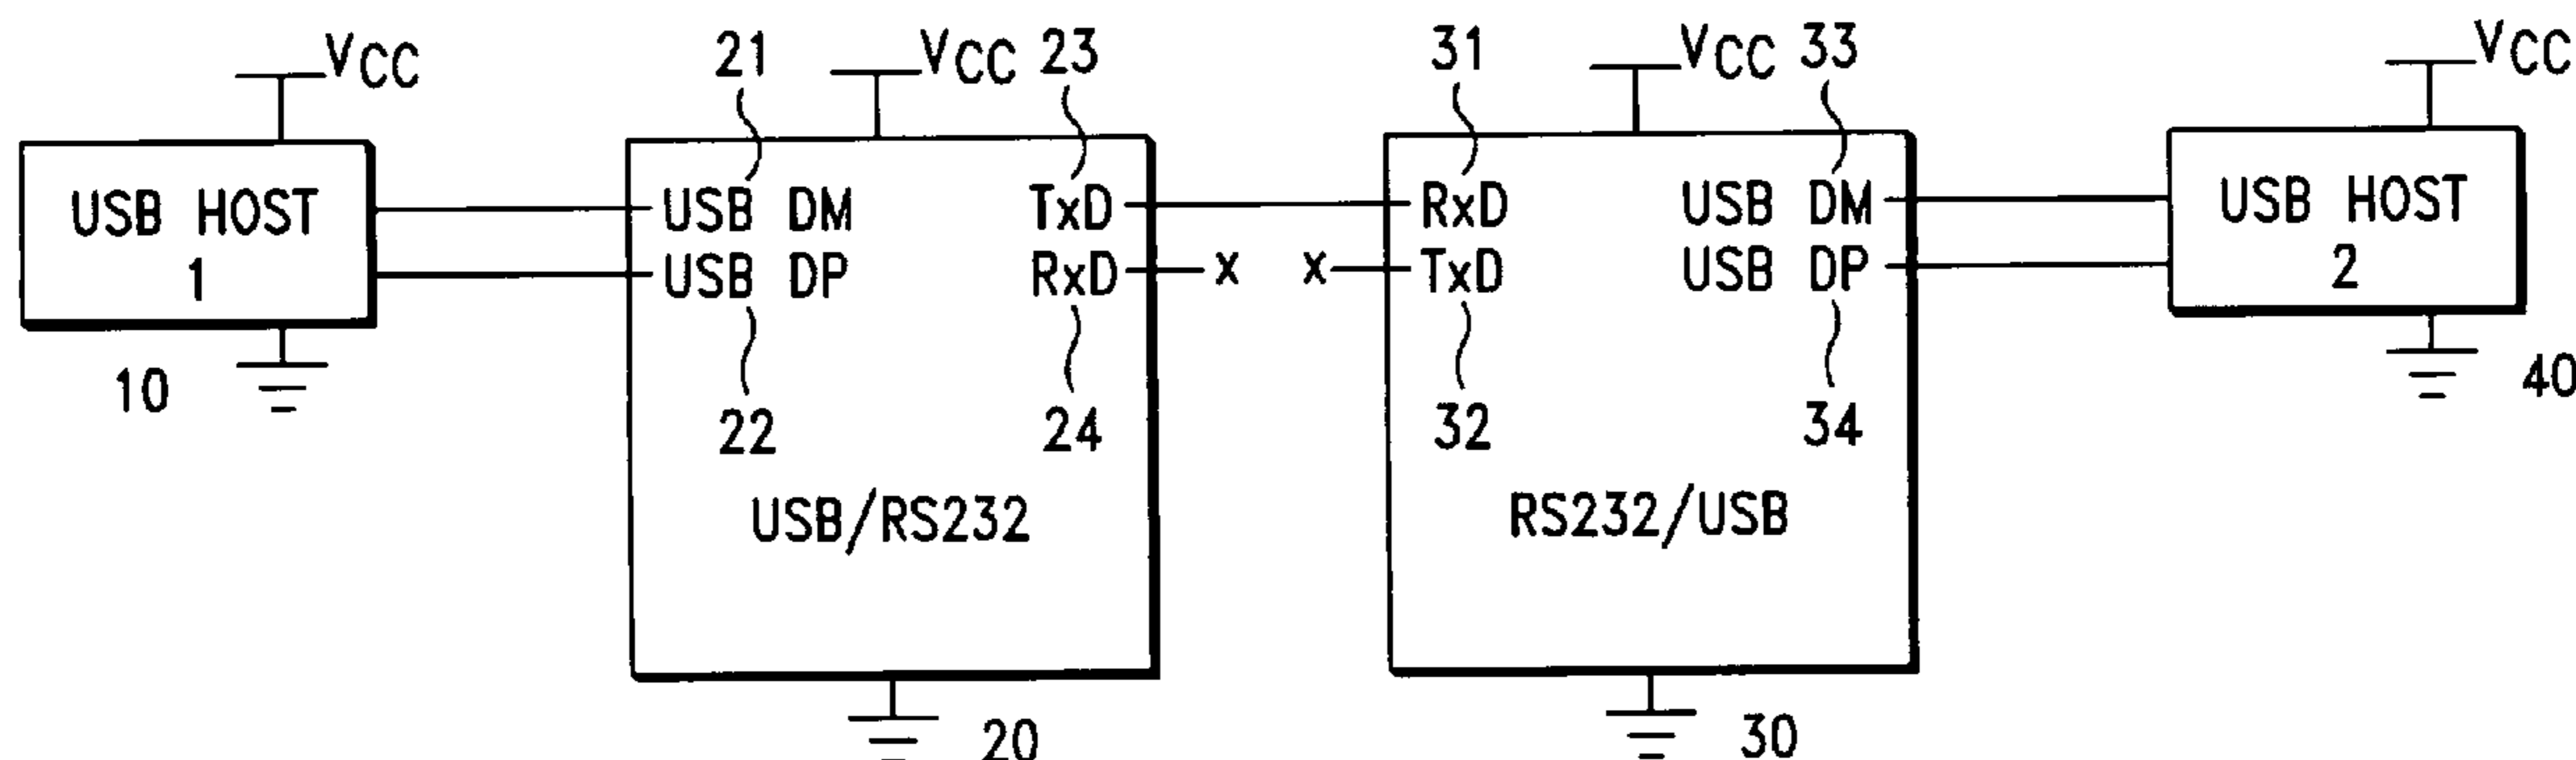 VCC 21 VCC 23 31 VCC 33 VCC
USB HOST 1
USB DM TxD
USB DP RxD
RxD USB DM
TxD USB DP
USB HOST 2
x x
10 22 24 32 34 40
USB/RS232 RS232/USB
20 30